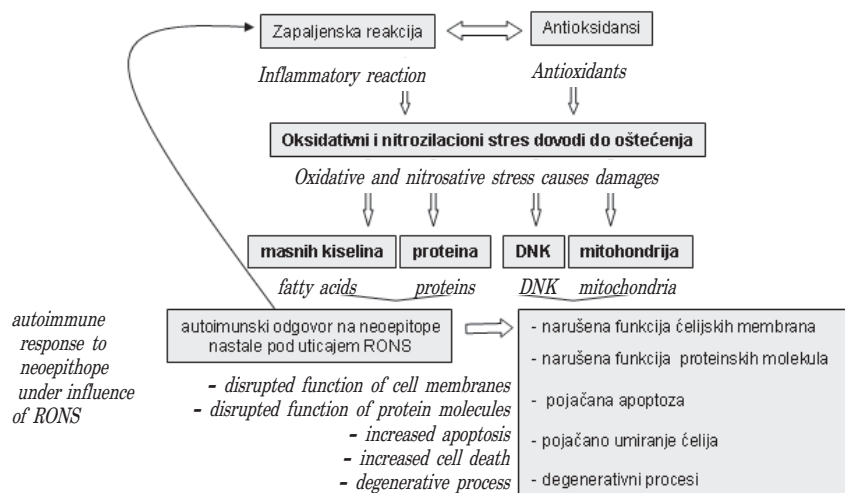 Zapaljenska reakcija
Antioksidansi
Inflammatory reaction
Antioxidants
Oksidativni i nitrozilacioni stres dovodi do oštećenja
Oxidative and nitrosative stress causes damages
masnih kiselina
proteina
DNK
mitohondrija
fatty acids
proteins
DNK
mitochondria
autoimmune
response to
neoepithope
under influence
of RONS
autoimunski odgovor na neoepitope
nastale pod uticajem RONS
- narušena funkcija ćelijskih membrana
- narušena funkcija proteinskih molekula
- pojačana apoptoza
- pojačano umiranje ćelija
- degenerativni procesi
- disrupted function of cell membranes
- disrupted function of protein molecules
- increased apoptosis
- increased cell death
- degenerative process